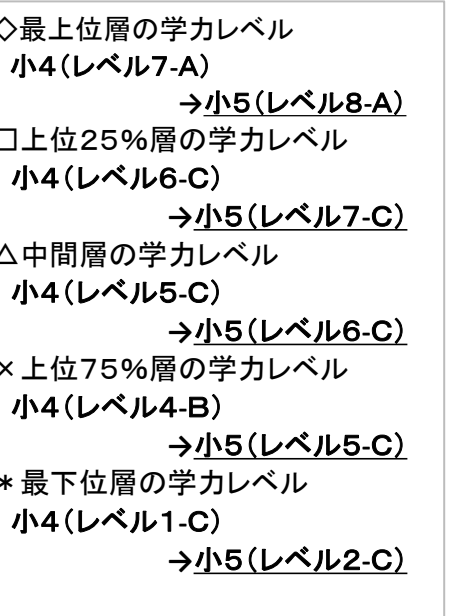 ◇最上位層の学力レベル
小4(レベル7-A)
→小5(レベル8-A)
□上位25%層の学力レベル
小4(レベル6-C)
→小5(レベル7-C)
△中間層の学力レベル
小4(レベル5-C)
→小5(レベル6-C)
×上位75%層の学力レベル
小4(レベル4-B)
→小5(レベル5-C)
*最下位層の学力レベル
小4(レベル1-C)
→小5(レベル2-C)